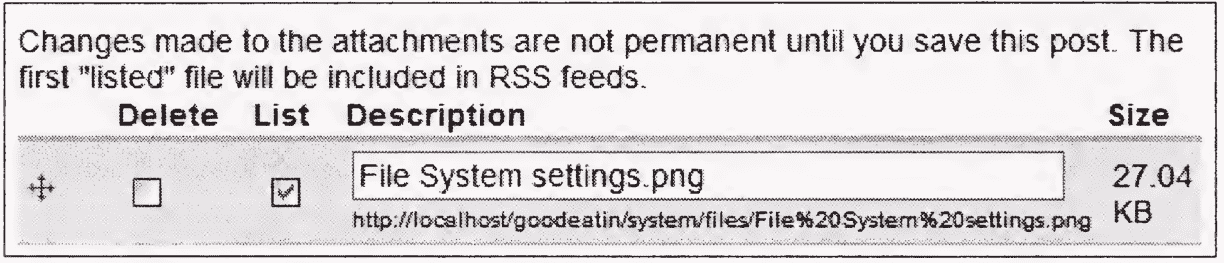 Changes made to the attachments are not permanent until you save this post. The
first "listed" file will be included in RSS feeds.
Delete List Description Size
File System settings.png 27.04
http://localhost/goodeatin/system/files/File%20System%20settings.png KB